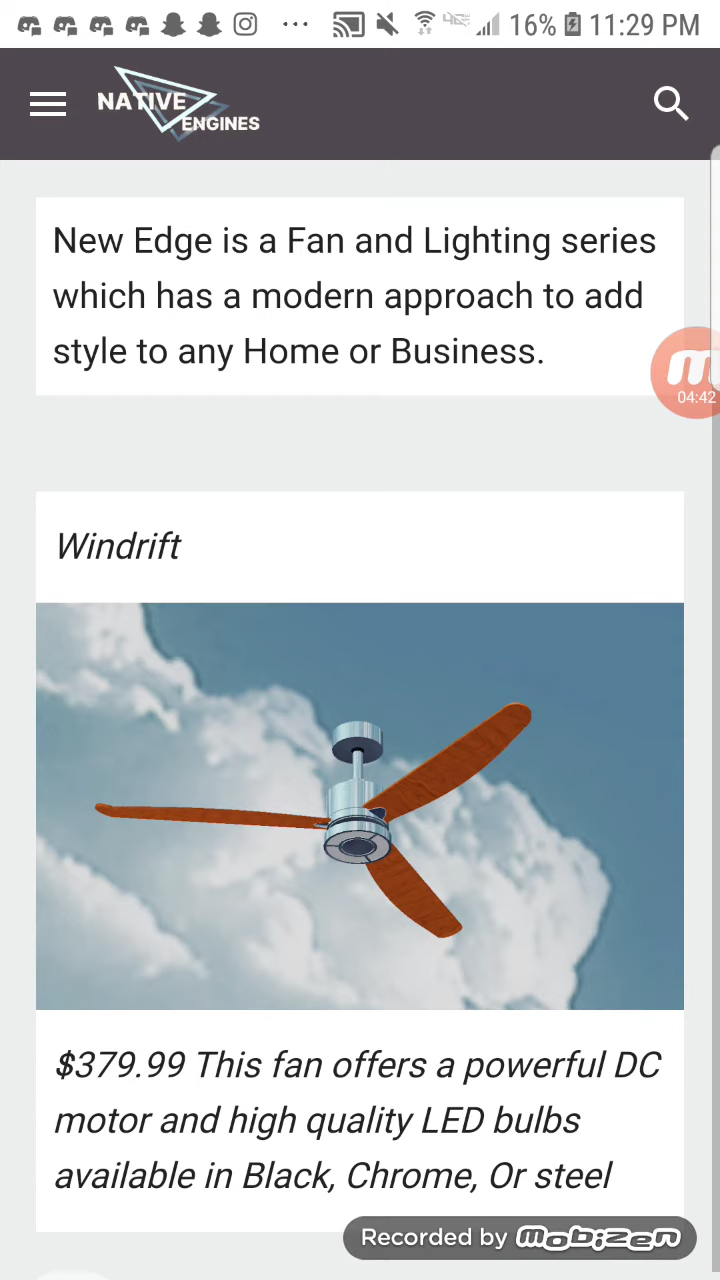 16% 11:29 PM
NATIVE
ENGINES
New Edge is a Fan and Lighting series
which has a modern approach to add
style to any Home or Business.
04:42
Windrift
$379.99 This fan offers a powerful DC
motor and high quality LED bulbs
available in Black, Chrome, Or steel
Recorded by mobizen